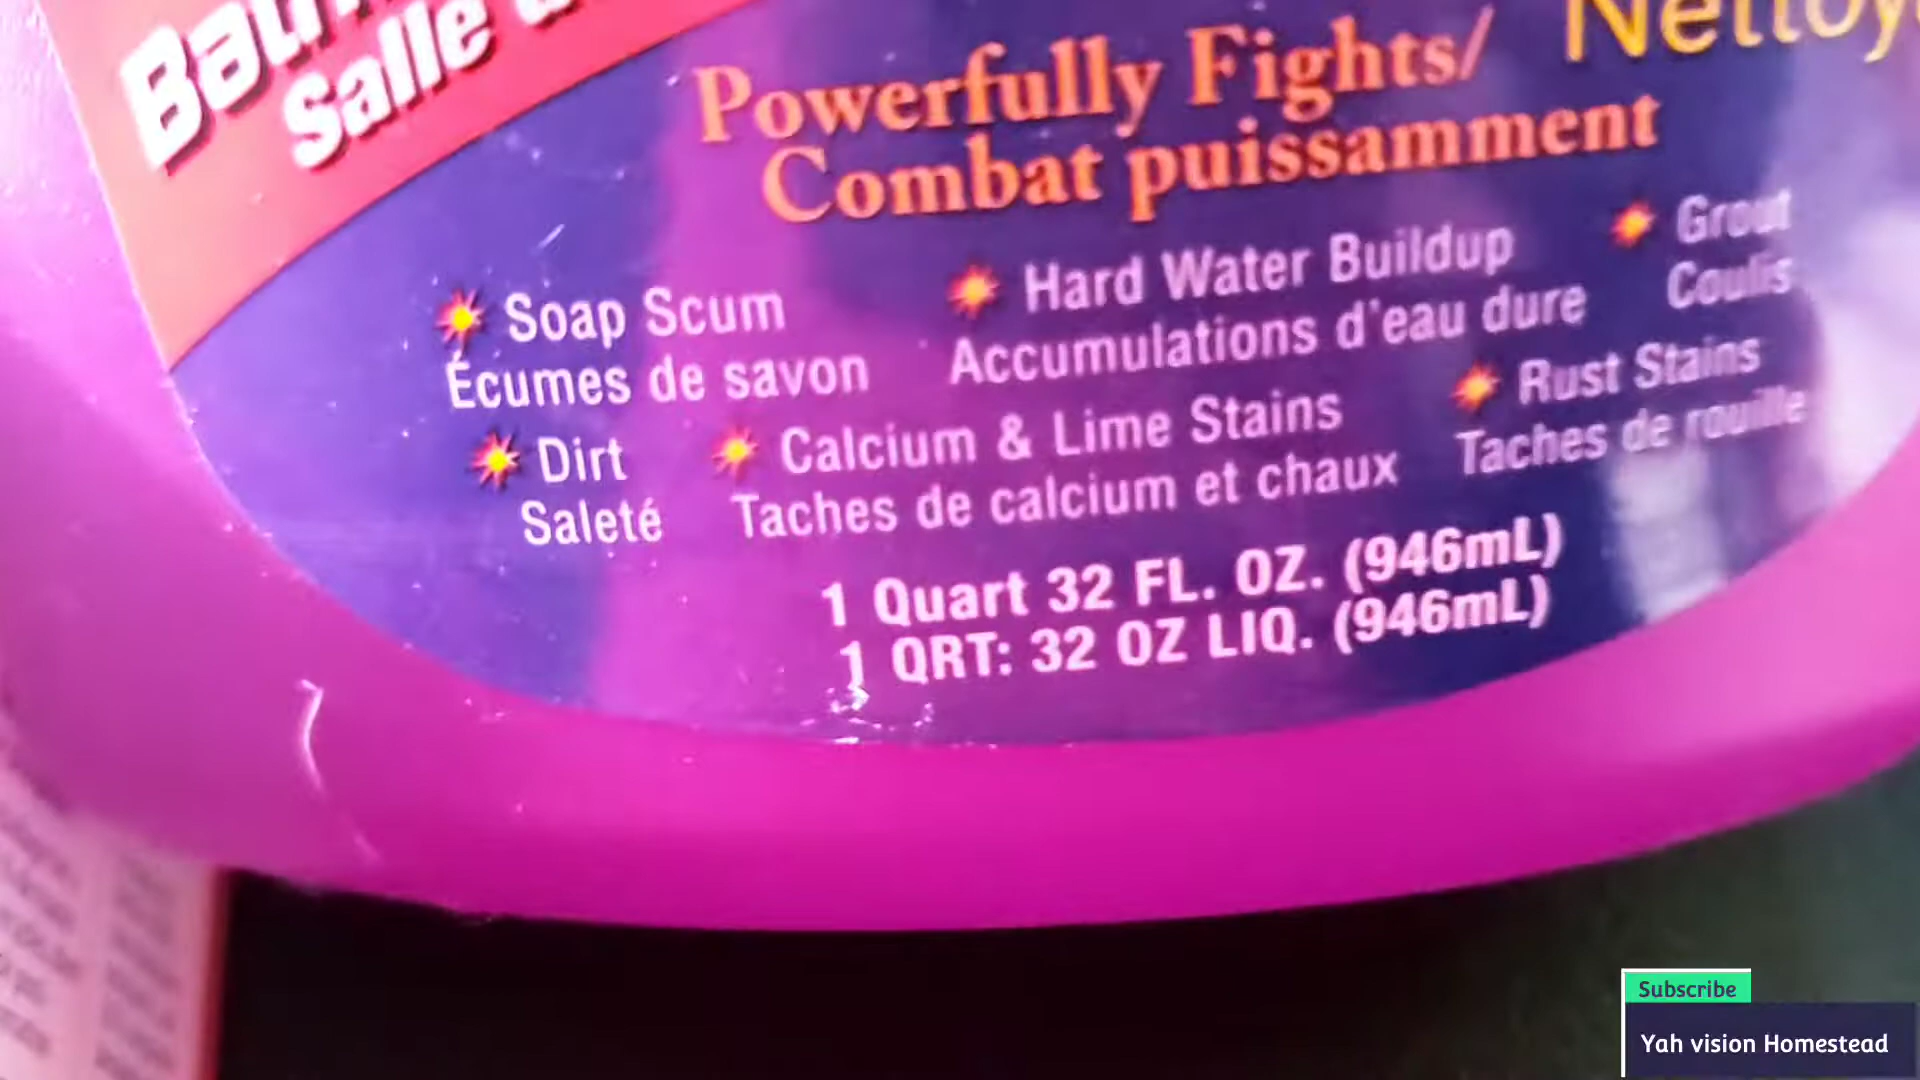 Salle
Nettoy
Powerfully Fights/
Combat puissamment
Soap Scum
Écumes de savon
Hard Water Buildup
Accumulations d'eau dure
Grout
Coulis
Dirt
Saleté
Calcium & Lime Stains
Taches de calcium et chaux
Rust Stains
Taches de rouille
1 Quart 32 FL. OZ. (946mL)
1 QRT: 32 OZ LIQ. (946mL)
Subscribe
Yah vision Homestead